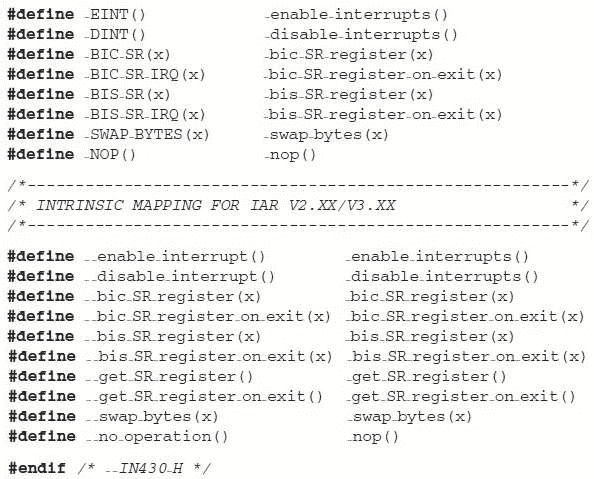 #define _EINT() _enable_interrupts()
#define _DINT() _disable_interrupts()
#define _BIC_SR(x) _bic_SR_register(x)
#define _BIC_SR_IRQ(x) _bic_SR_register_on_exit(x)
#define _BIS_SR(x) _bis_SR_register(x)
#define _BIS_SR_IRQ(x) _bis_SR_register_on_exit(x)
#define _SWAP_BYTES(x) _swap_bytes(x)
#define _NOP() _nop()
/*----------------------------------------------------------*/
/* INTRINSIC MAPPING FOR IAR V2.XX/V3.XX */
/*----------------------------------------------------------*/
#define __enable_interrupt() _enable_interrupts()
#define __disable_interrupt() _disable_interrupts()
#define __bic_SR_register(x) _bic_SR_register(x)
#define __bic_SR_register_on_exit(x) _bic_SR_register_on_exit(x)
#define __bis_SR_register(x) _bis_SR_register(x)
#define __bis_SR_register_on_exit(x) _bis_SR_register_on_exit(x)
#define __get_SR_register() _get_SR_register()
#define __get_SR_register_on_exit() _get_SR_register_on_exit()
#define __swap_bytes(x) _swap_bytes(x)
#define __no_operation() _nop()
#endif /* __IN430_H */